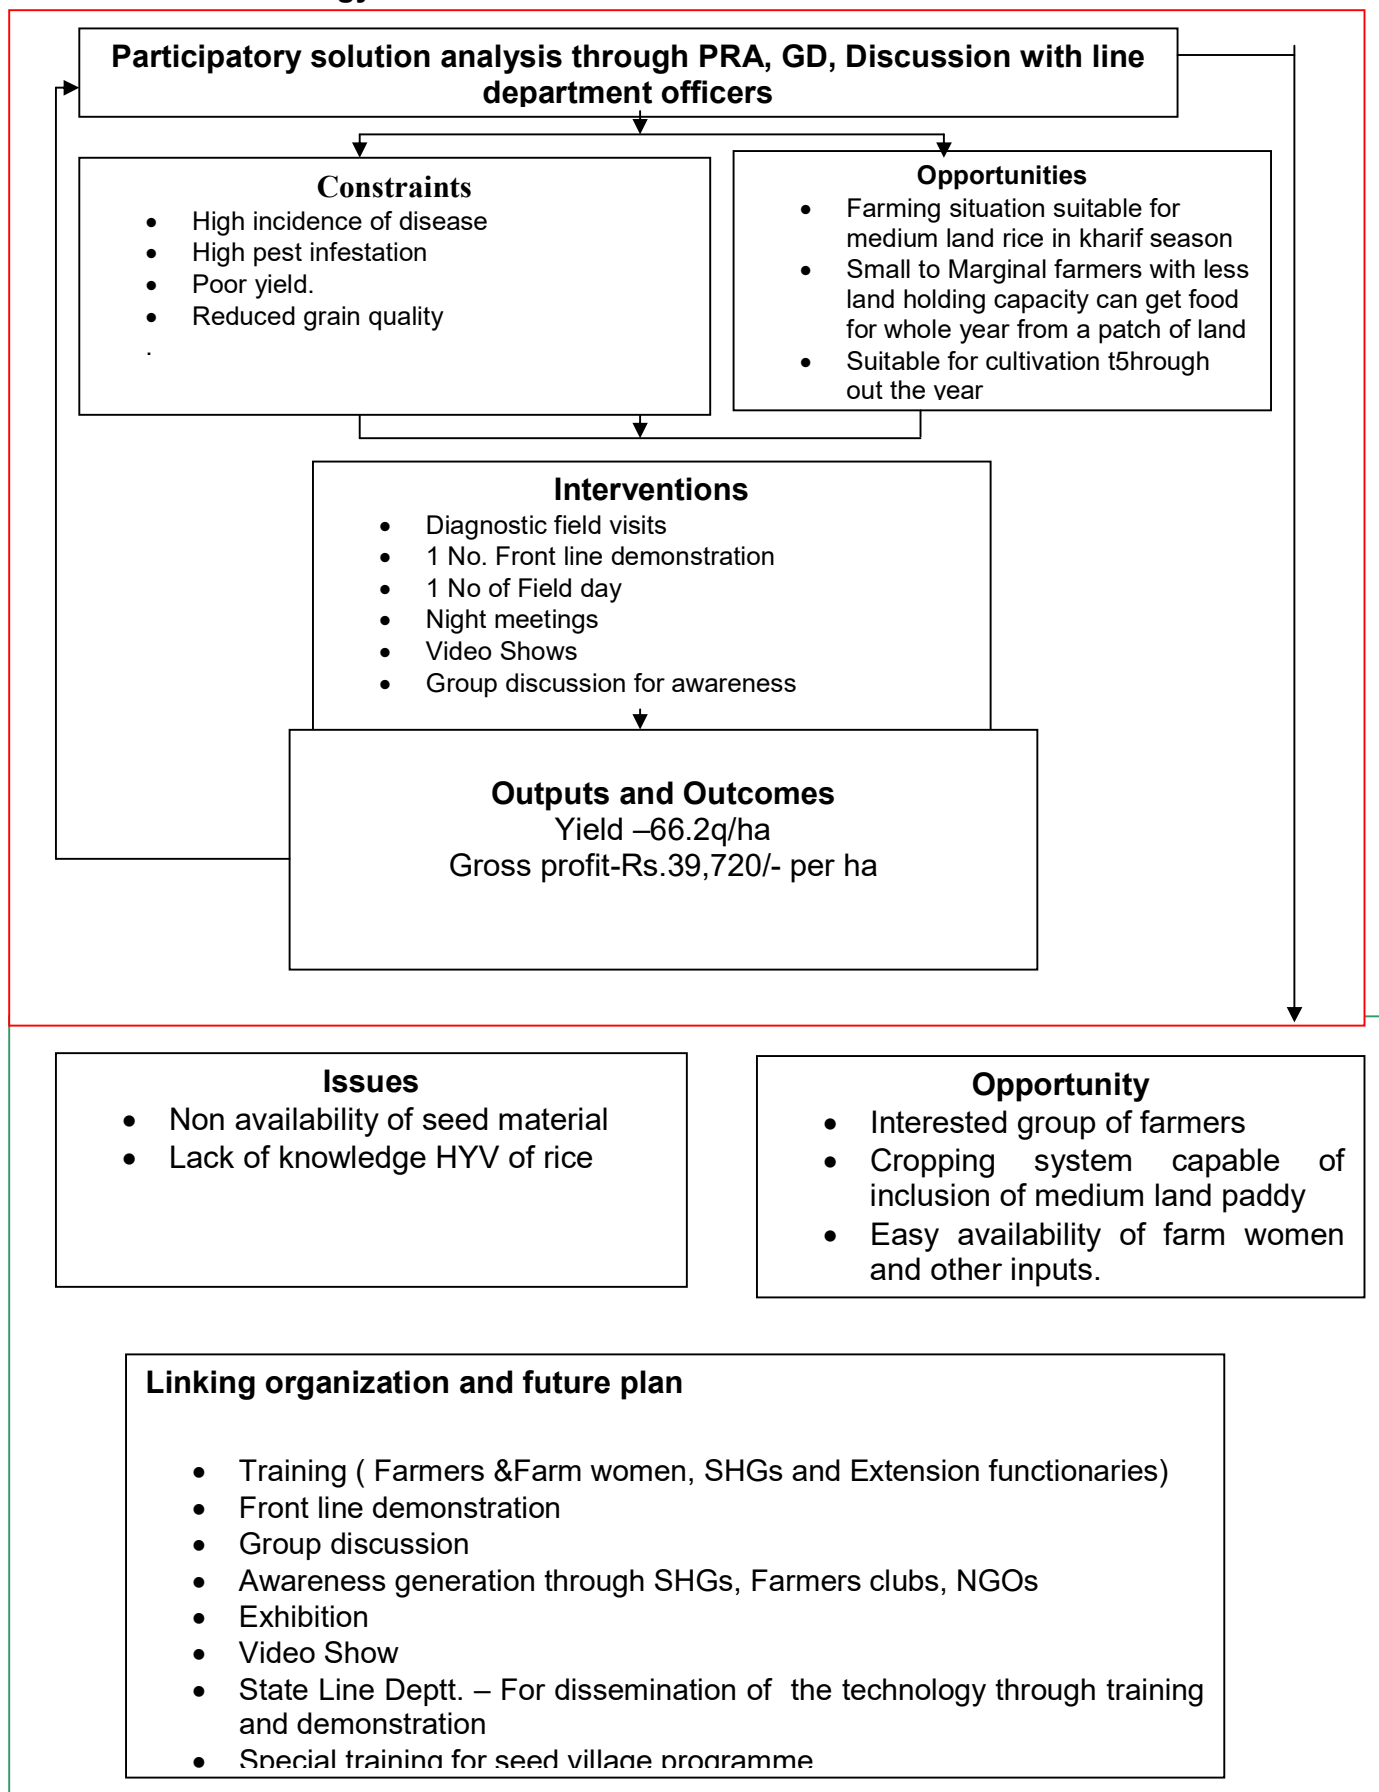 gy
Participatory solution analysis through PRA, GD, Discussion with line
department officers
Constraints
• High incidence of disease
• High pest infestation
• Poor yield.
• Reduced grain quality
.
Opportunities
• Farming situation suitable for
medium land rice in kharif season
• Small to Marginal farmers with less
land holding capacity can get food
for whole year from a patch of land
• Suitable for cultivation t5hrough
out the year
Interventions
• Diagnostic field visits
• 1 No. Front line demonstration
• 1 No of Field day
• Night meetings
• Video Shows
• Group discussion for awareness
Outputs and Outcomes
Yield –66.2q/ha
Gross profit-Rs.39,720/- per ha
Issues
• Non availability of seed material
• Lack of knowledge HYV of rice
Opportunity
• Interested group of farmers
• Cropping system capable of
inclusion of medium land paddy
• Easy availability of farm women
and other inputs.
Linking organization and future plan
• Training ( Farmers &Farm women, SHGs and Extension functionaries)
• Front line demonstration
• Group discussion
• Awareness generation through SHGs, Farmers clubs, NGOs
• Exhibition
• Video Show
• State Line Deptt. – For dissemination of the technology through training
and demonstration
• Special training for seed village programme